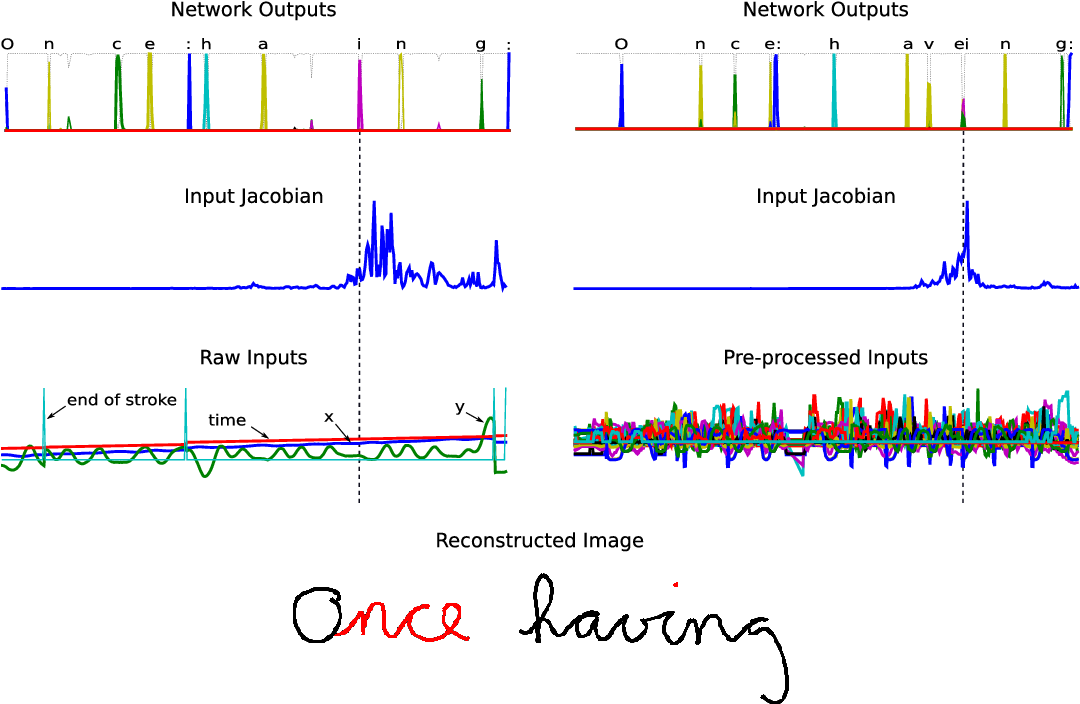 Network Outputs Network Outputs
O n c e : h a i n g : O n c e: h a v ei n g:
Input Jacobian Input Jacobian
Raw Inputs Pre-processed Inputs
end of stroke time x y
Reconstructed Image
Once having